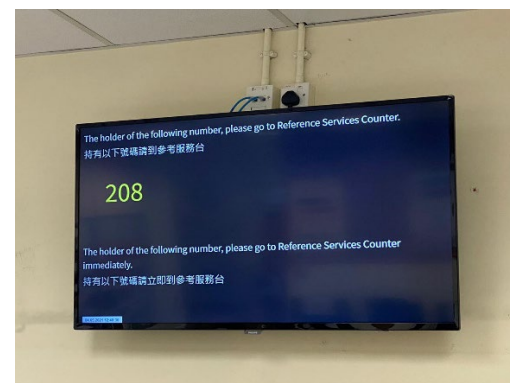 The holder of the following number, please go to Reference Services Counter.
持有以下號碼請到參考服務台
208
The holder of the following number, please go to Reference Services Counter
immediately.
持有以下號碼請立即到參考服務台